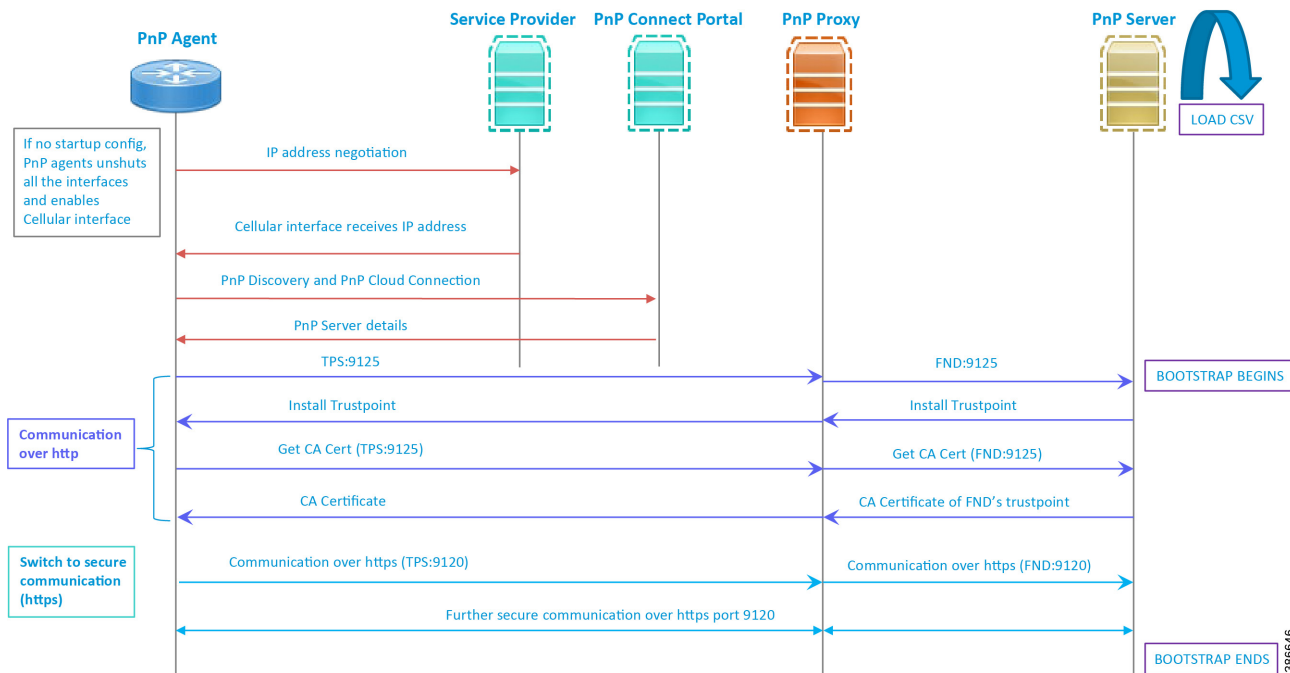 Service Provider
PnP Connect Portal
PnP Proxy
PnP Server
PnP Agent
LOAD CSV
If no startup config,
PnP agents unshuts
all the interfaces
and enables
Cellular interface
IP address negotiation
Cellular interface receives IP address
PnP Discovery and PnP Cloud Connection
PnP Server details
TPS:9125
FND:9125
BOOTSTRAP BEGINS
Install Trustpoint
Install Trustpoint
Communication
over http
Get CA Cert (TPS:9125)
Get CA Cert (FND:9125)
CA Certificate
CA Certificate of FND's trustpoint
Switch to secure
communication
(https)
Communication over https (TPS:9120)
Communication over https (FND:9120)
Further secure communication over https port 9120
BOOTSTRAP ENDS
386646